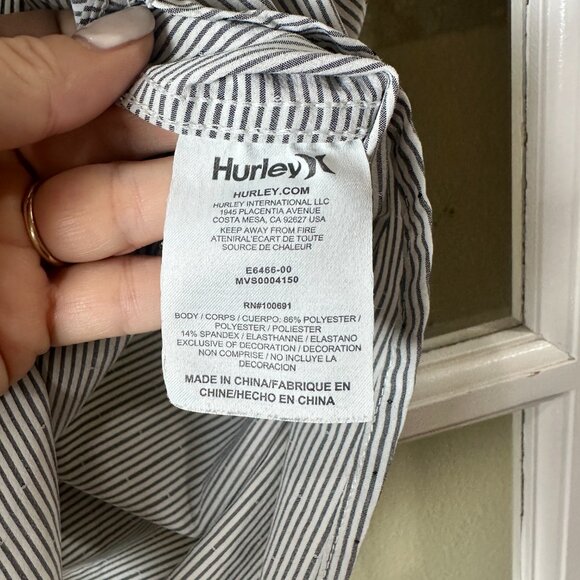 Hurley
HURLEY.COM
HURLEY INTERNATIONAL LLC
1945 PLACENTIA AVENUE
COSTA MESA, CA 92627 USA
KEEP AWAY FROM FIRE
ATENIRAL'ECART DE TOUTE
SOURCE DE CHALEUR
E6466-00
MVS0004150
RN#100691
BODY / CORPS / CUERPO: 86% POLYESTER /
POLYESTER / POLIESTER
14% SPANDEX / ELASTHANNE / ELASTANO
EXCLUSIVE OF DECORATION / DECORATION
NON COMPRISE / NO INCLUYE LA
DECORACION
MADE IN CHINA/FABRIQUE EN
CHINE/HECHO EN CHINA